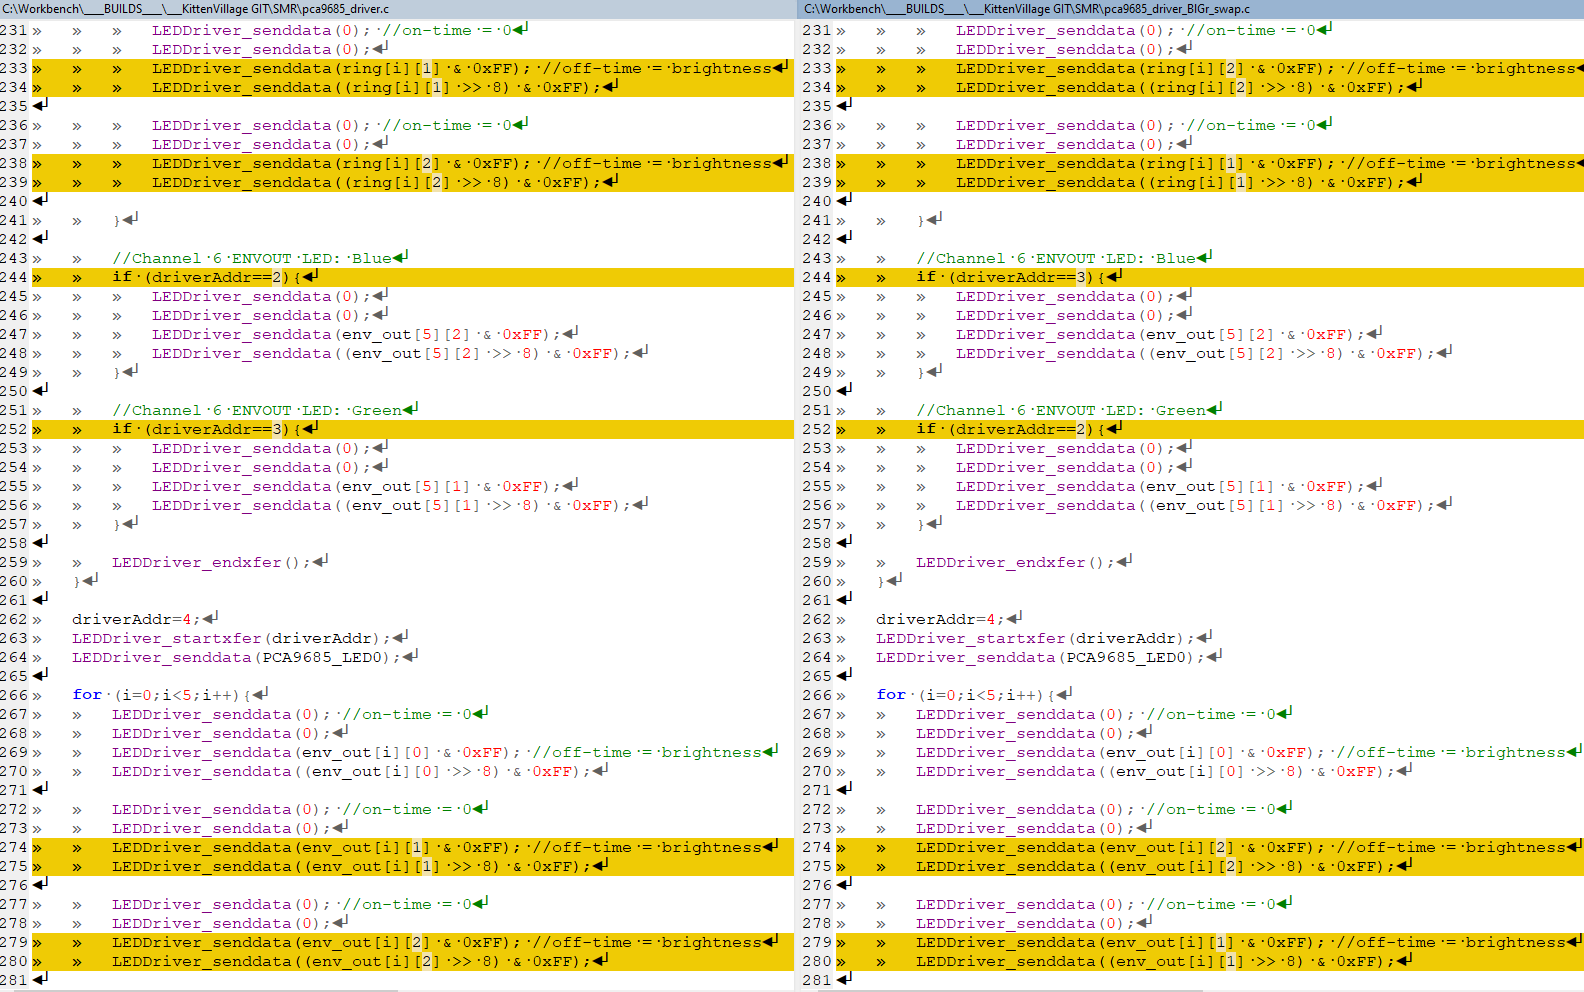 C:\Workbench\___BUILDS___\__KittenVillage GIT\SMR\pca9685_driver.c
231 LEDDriver_senddata(0); //on-time = 0
232 LEDDriver_senddata(0);
233 LEDDriver_senddata(ring[i][1] & 0xFF); //off-time = brightness
234 LEDDriver_senddata((ring[i][1] >> 8) & 0xFF);
235
236 LEDDriver_senddata(0); //on-time = 0
237 LEDDriver_senddata(0);
238 LEDDriver_senddata(ring[i][2] & 0xFF); //off-time = brightness
239 LEDDriver_senddata((ring[i][2] >> 8) & 0xFF);
240
241 }
242
243 //Channel 6 ENVOUT LED: Blue
244 if (driverAddr==2){
245 LEDDriver_senddata(0);
246 LEDDriver_senddata(0);
247 LEDDriver_senddata(env_out[5][2] & 0xFF);
248 LEDDriver_senddata((env_out[5][2] >> 8) & 0xFF);
249 }
250
251 //Channel 6 ENVOUT LED: Green
252 if (driverAddr==3){
253 LEDDriver_senddata(0);
254 LEDDriver_senddata(0);
255 LEDDriver_senddata(env_out[5][1] & 0xFF);
256 LEDDriver_senddata((env_out[5][1] >> 8) & 0xFF);
257 }
258
259 LEDDriver_endxfer();
260 }
261
262 driverAddr=4;
263 LEDDriver_startxfer(driverAddr);
264 LEDDriver_senddata(PCA9685_LED0);
265
266 for (i=0;i<5;i++){
267 LEDDriver_senddata(0); //on-time = 0
268 LEDDriver_senddata(0);
269 LEDDriver_senddata(env_out[i][0] & 0xFF); //off-time = brightness
270 LEDDriver_senddata((env_out[i][0] >> 8) & 0xFF);
271
272 LEDDriver_senddata(0); //on-time = 0
273 LEDDriver_senddata(0);
274 LEDDriver_senddata(env_out[i][1] & 0xFF); //off-time = brightness
275 LEDDriver_senddata((env_out[i][1] >> 8) & 0xFF);
276
277 LEDDriver_senddata(0); //on-time = 0
278 LEDDriver_senddata(0);
279 LEDDriver_senddata(env_out[i][2] & 0xFF); //off-time = brightness
280 LEDDriver_senddata((env_out[i][2] >> 8) & 0xFF);
281
C:\Workbench\___BUILDS___\__KittenVillage GIT\SMR\pca9685_driver_BlGr_swap.c
231 LEDDriver_senddata(0); //on-time = 0
232 LEDDriver_senddata(0);
233 LEDDriver_senddata(ring[i][2] & 0xFF); //off-time = brightness
234 LEDDriver_senddata((ring[i][2] >> 8) & 0xFF);
235
236 LEDDriver_senddata(0); //on-time = 0
237 LEDDriver_senddata(0);
238 LEDDriver_senddata(ring[i][1] & 0xFF); //off-time = brightness
239 LEDDriver_senddata((ring[i][1] >> 8) & 0xFF);
240
241 }
242
243 //Channel 6 ENVOUT LED: Blue
244 if (driverAddr==3){
245 LEDDriver_senddata(0);
246 LEDDriver_senddata(0);
247 LEDDriver_senddata(env_out[5][2] & 0xFF);
248 LEDDriver_senddata((env_out[5][2] >> 8) & 0xFF);
249 }
250
251 //Channel 6 ENVOUT LED: Green
252 if (driverAddr==2){
253 LEDDriver_senddata(0);
254 LEDDriver_senddata(0);
255 LEDDriver_senddata(env_out[5][1] & 0xFF);
256 LEDDriver_senddata((env_out[5][1] >> 8) & 0xFF);
257 }
258
259 LEDDriver_endxfer();
260 }
261
262 driverAddr=4;
263 LEDDriver_startxfer(driverAddr);
264 LEDDriver_senddata(PCA9685_LED0);
265
266 for (i=0;i<5;i++){
267 LEDDriver_senddata(0); //on-time = 0
268 LEDDriver_senddata(0);
269 LEDDriver_senddata(env_out[i][0] & 0xFF); //off-time = brightness
270 LEDDriver_senddata((env_out[i][0] >> 8) & 0xFF);
271
272 LEDDriver_senddata(0); //on-time = 0
273 LEDDriver_senddata(0);
274 LEDDriver_senddata(env_out[i][2] & 0xFF); //off-time = brightness
275 LEDDriver_senddata((env_out[i][2] >> 8) & 0xFF);
276
277 LEDDriver_senddata(0); //on-time = 0
278 LEDDriver_senddata(0);
279 LEDDriver_senddata(env_out[i][1] & 0xFF); //off-time = brightness
280 LEDDriver_senddata((env_out[i][1] >> 8) & 0xFF);
281